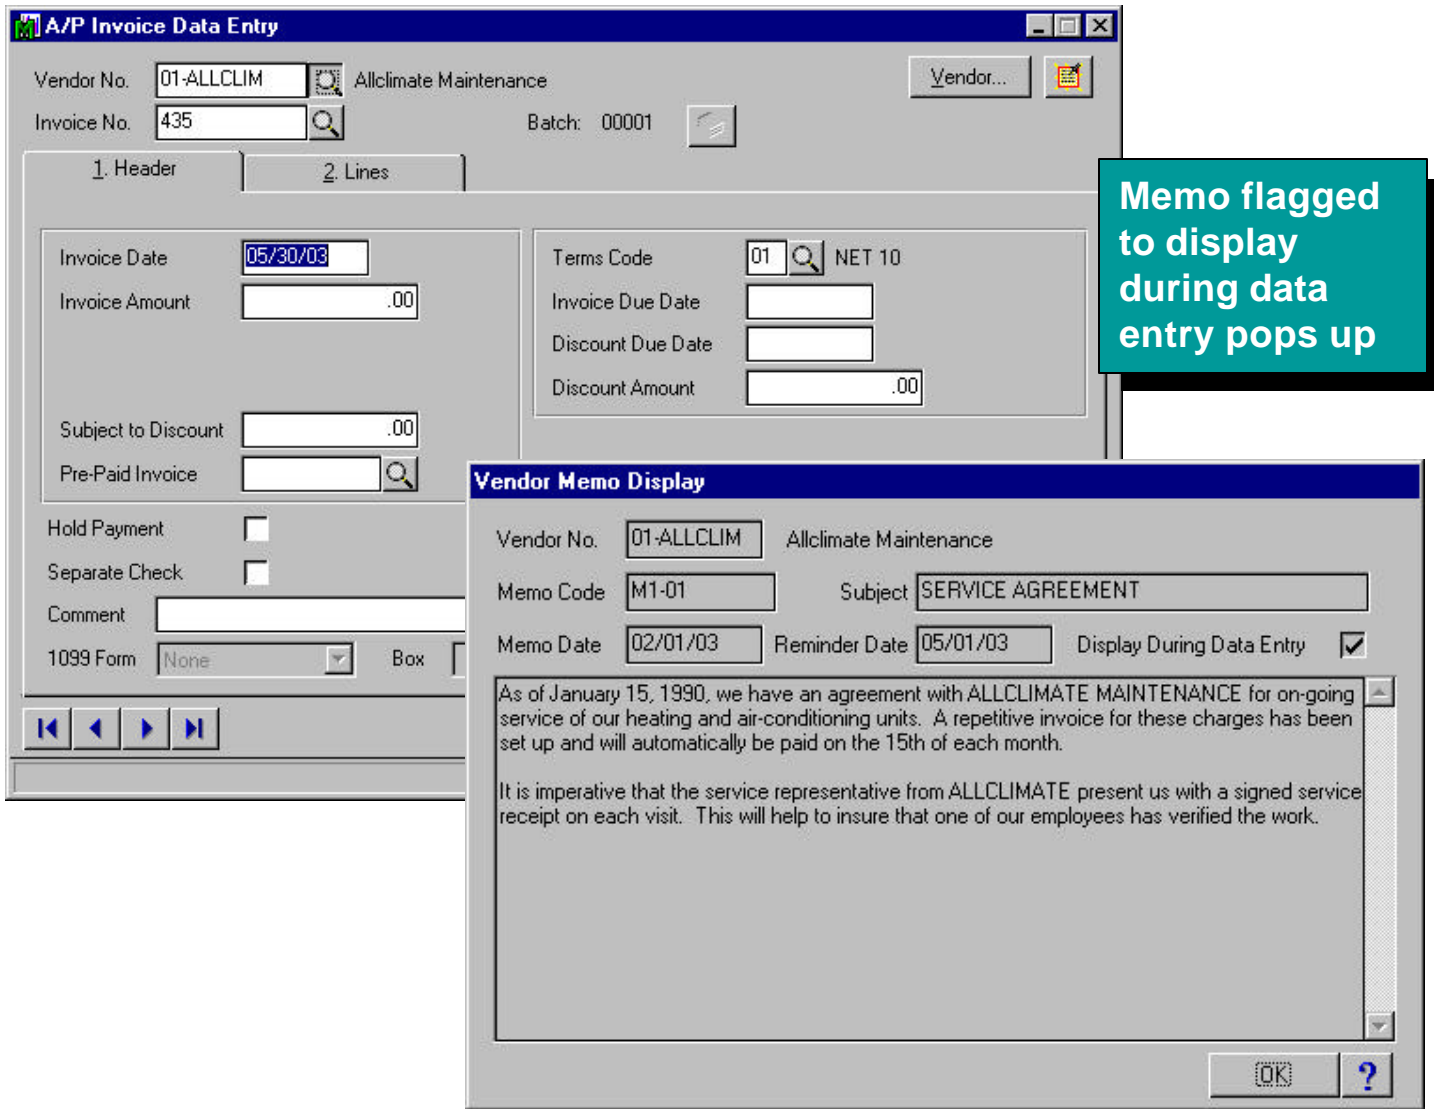 A/P Invoice Data Entry
Vendor No. 01-ALLCLIM Allclimate Maintenance Vendor...
Invoice No. 435 Batch: 00001
1. Header 2. Lines
Invoice Date 05/30/03 Terms Code 01 NET 10
Invoice Amount .00 Invoice Due Date
Discount Due Date
Discount Amount .00
Subject to Discount .00
Pre-Paid Invoice
Hold Payment
Separate Check
Comment
1099 Form None Box
Memo flagged
to display
during data
entry pops up
Vendor Memo Display
Vendor No. 01-ALLCLIM Allclimate Maintenance
Memo Code M1-01 Subject SERVICE AGREEMENT
Memo Date 02/01/03 Reminder Date 05/01/03 Display During Data Entry
As of January 15, 1990, we have an agreement with ALLCLIMATE MAINTENANCE for on-going
service of our heating and air-conditioning units. A repetitive invoice for these charges has been
set up and will automatically be paid on the 15th of each month.
It is imperative that the service representative from ALLCLIMATE present us with a signed service
receipt on each visit. This will help to insure that one of our employees has verified the work.
OK ?